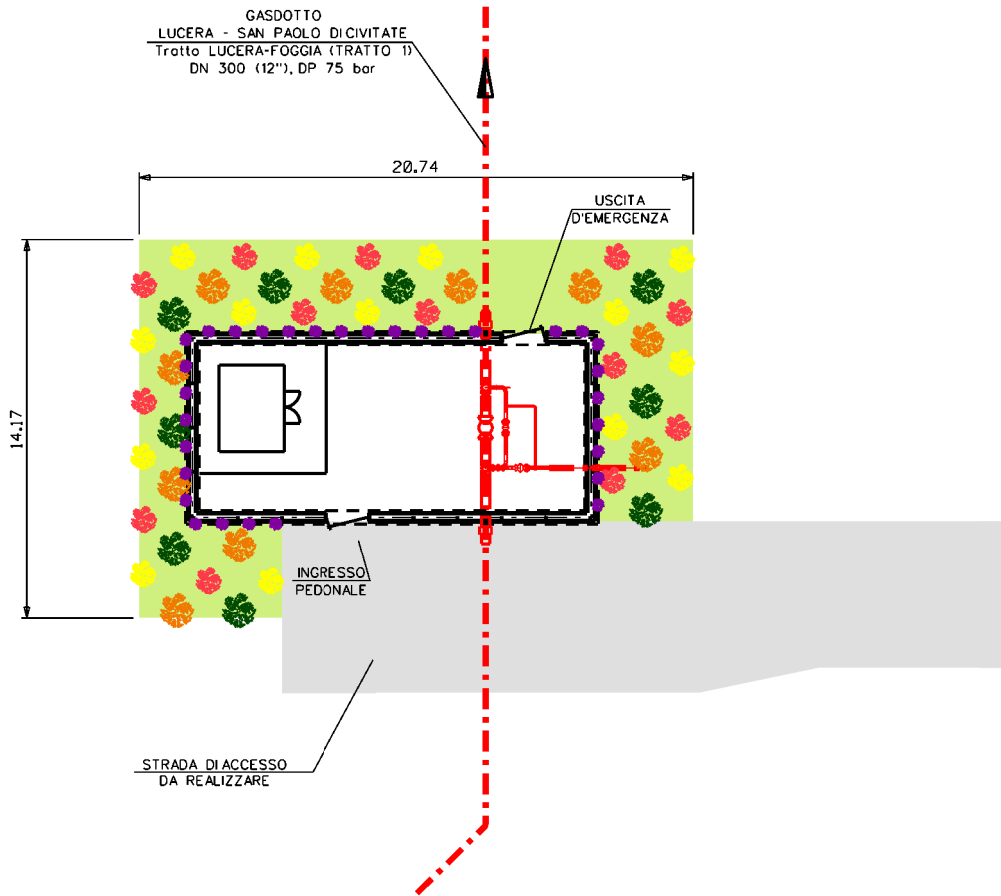 GASDOTTO
LUCERA - SAN PAOLO DI CIVITATE
Tratto LUCERA-FOGGIA (TRATTO 1)
DN 300 (12"), DP 75 bar
20.74
USCITA
D'EMERGENZA
14.17
INGRESSO
PEDONALE
STRADA DI ACCESSO
DA REALIZZARE